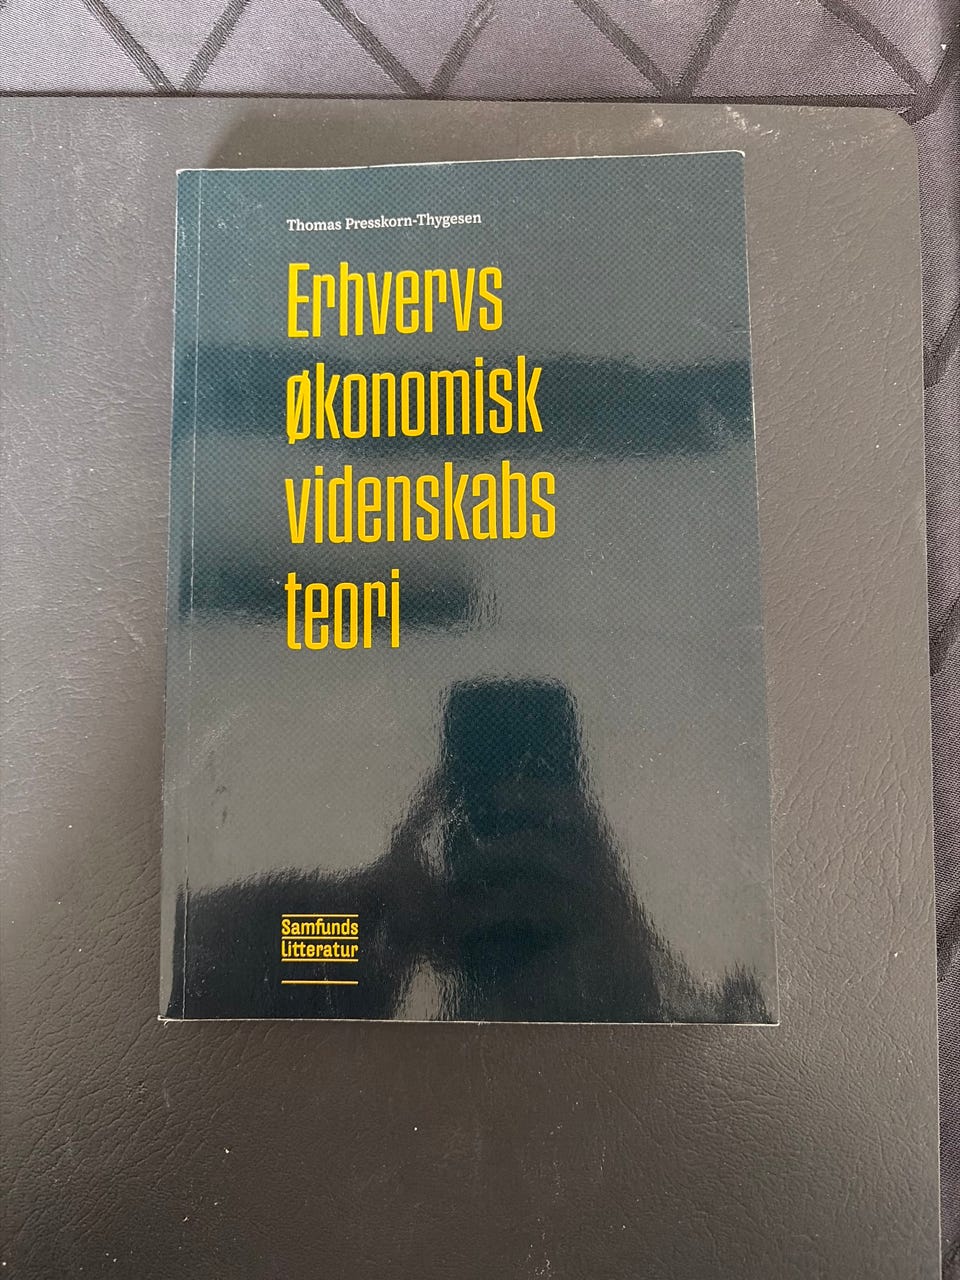 Thomas Presskorn-Thygesen
Erhvervs
økonomisk
videnskabs
teori
Samfunds
litteratur